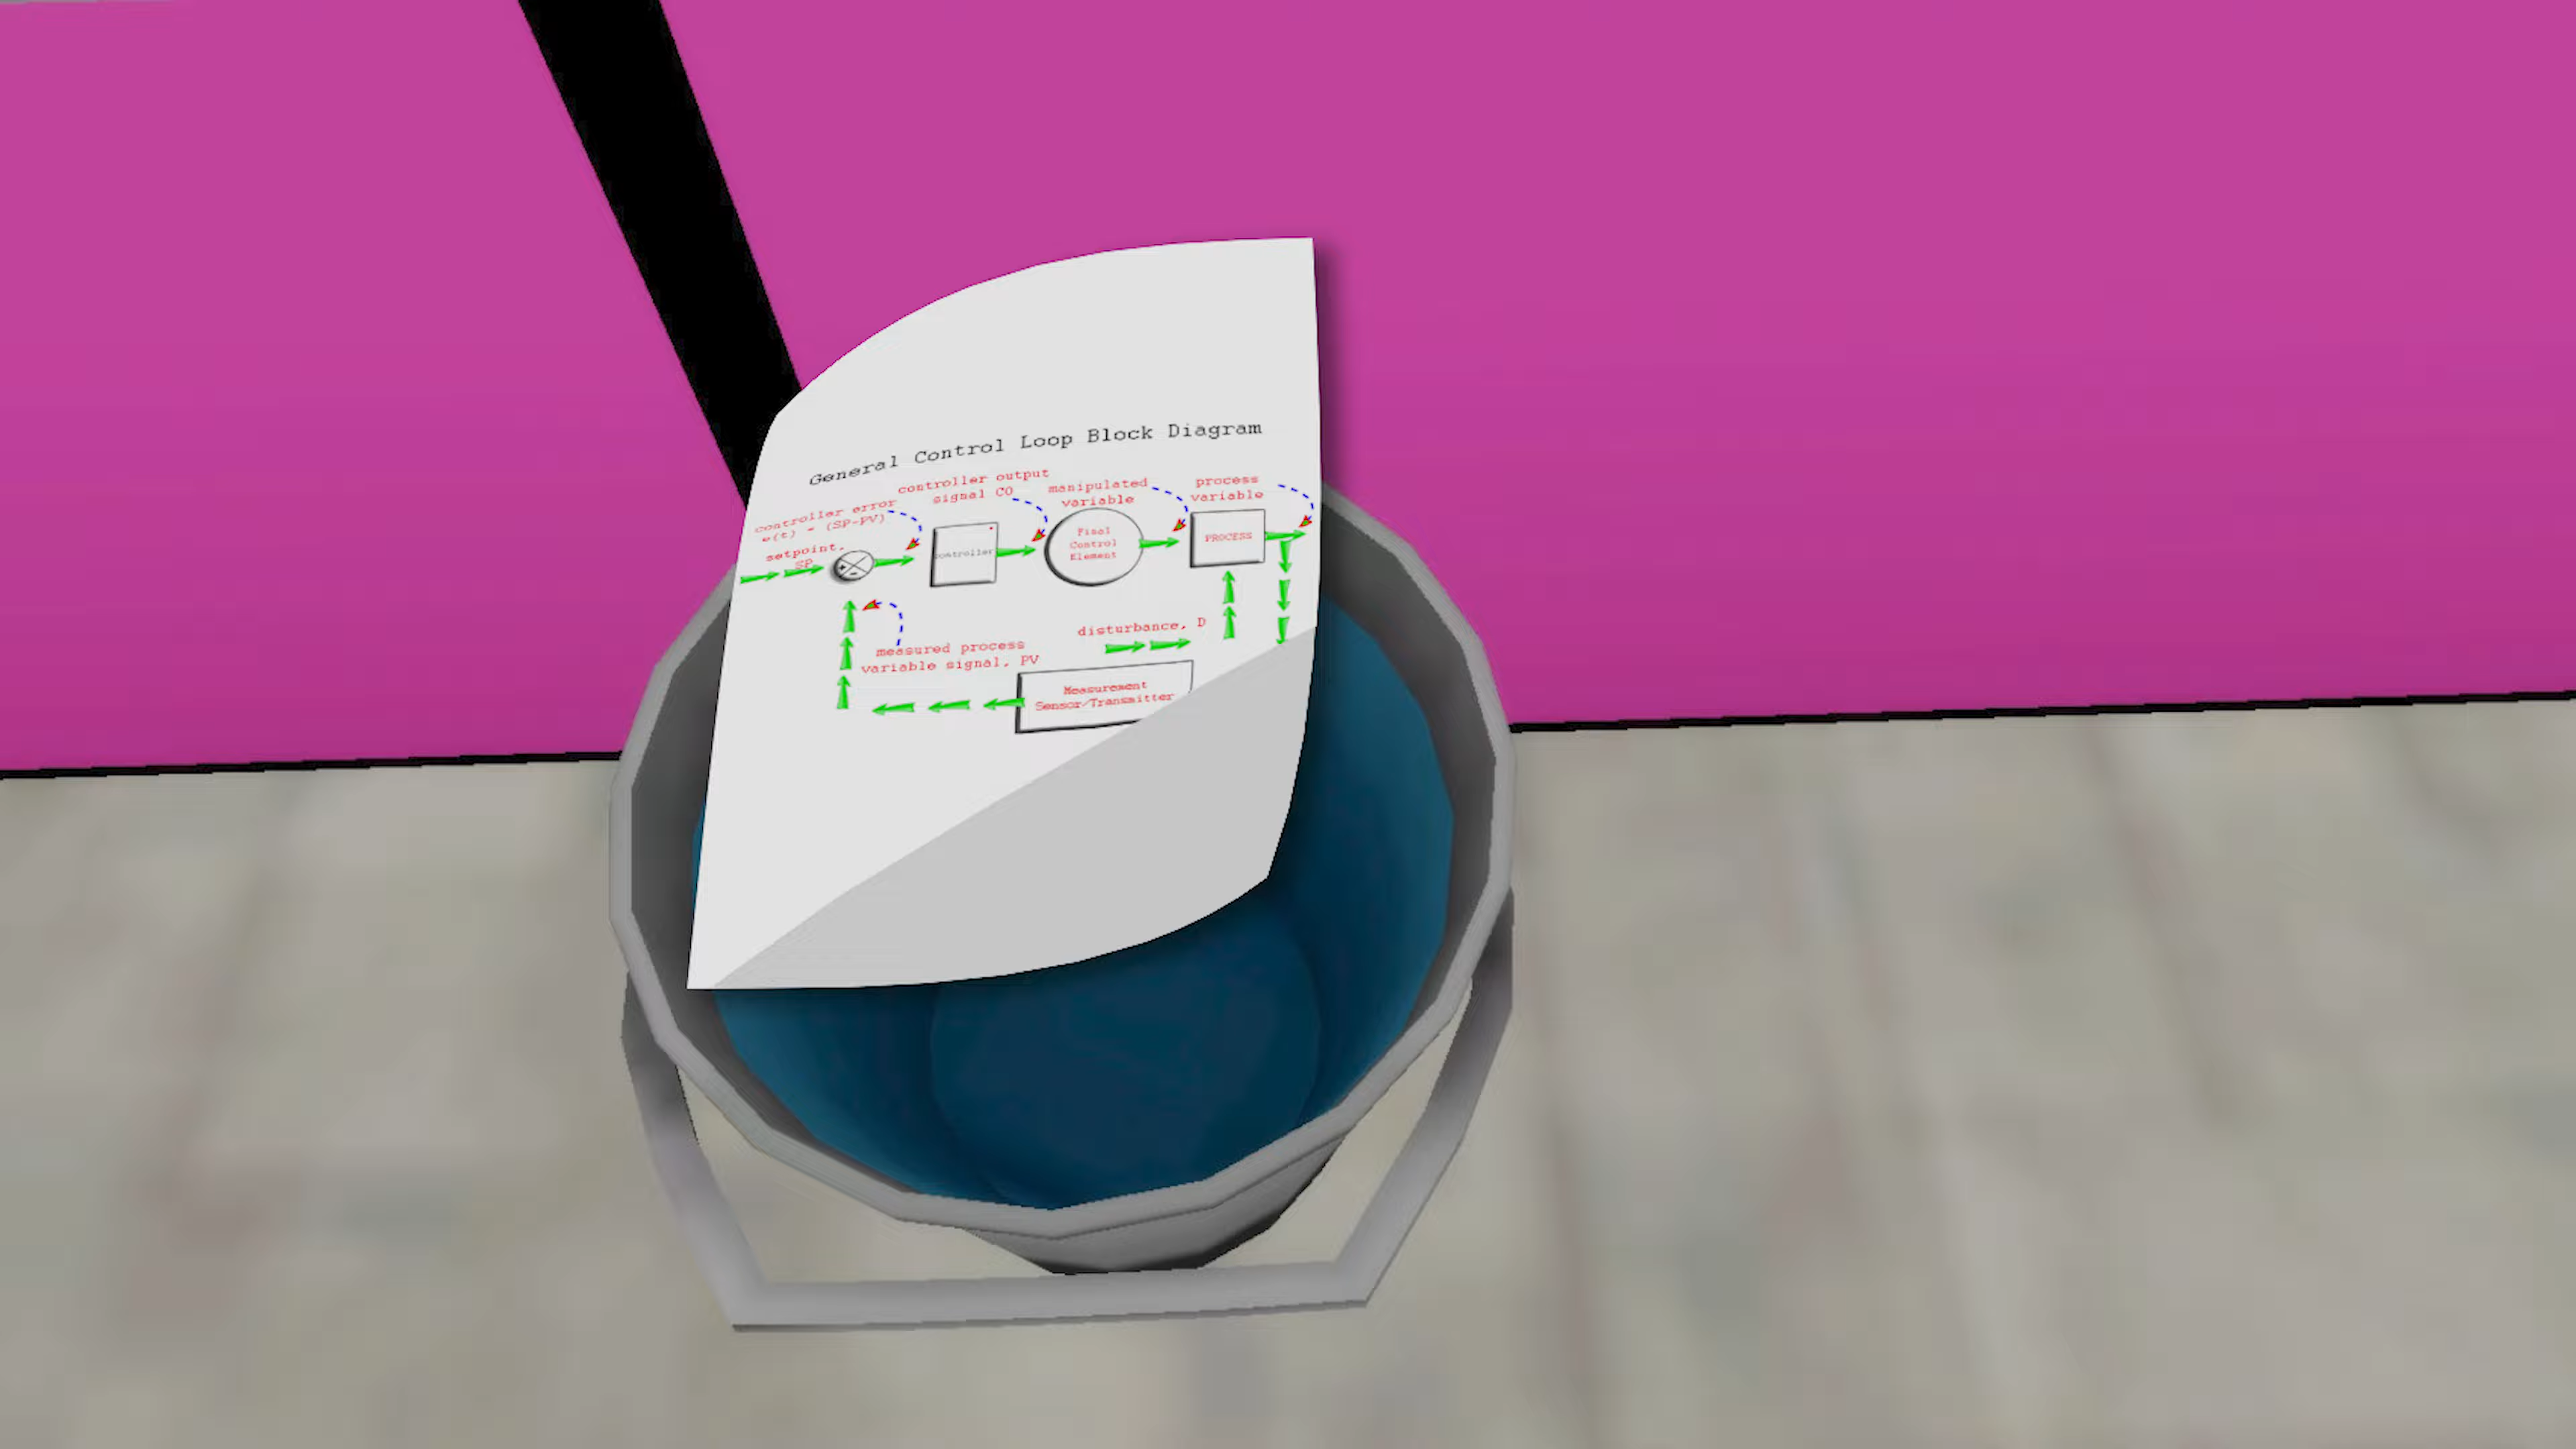 General Control Loop Block Diagram
controller output
signal CO
manipulated
variable
process
variable
controller error
e(t) = (SP-PV)
setpoint,
SP
+
-
controller
Final
Control
Element
PROCESS
disturbance, D
measured process
variable signal, PV
Measurement
Sensor/Transmitter